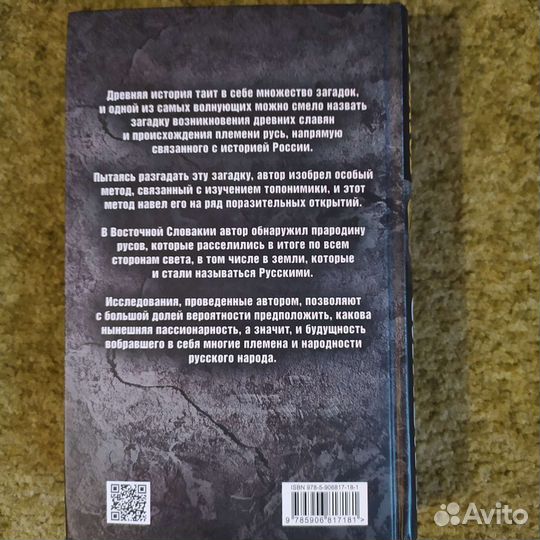 Древняя история таит в себе множество загадок,
и одной из самых волнующих можно смело назвать
загадку возникновения древних славян
и происхождения племени русь, напрямую
связанного с историей России.
Пытаясь разгадать эту загадку, автор изобрел особый
метод, связанный с изучением топонимики, и этот
метод навел его на ряд поразительных открытий.
В Восточной Словакии автор обнаружил прародину
русов, которые расселились в итоге по всем
сторонам света, в том числе в земли, которые
и стали называться Русскими.
Исследования, проведенные автором, позволяют
с большой долей вероятности предположить, какова
нынешняя пассионарность, а значит, и будущность
вобравшего в себя многие племена и народности
русского народа.
ISBN 978-5-906817-18-1
9 785906 817181 >
Avito